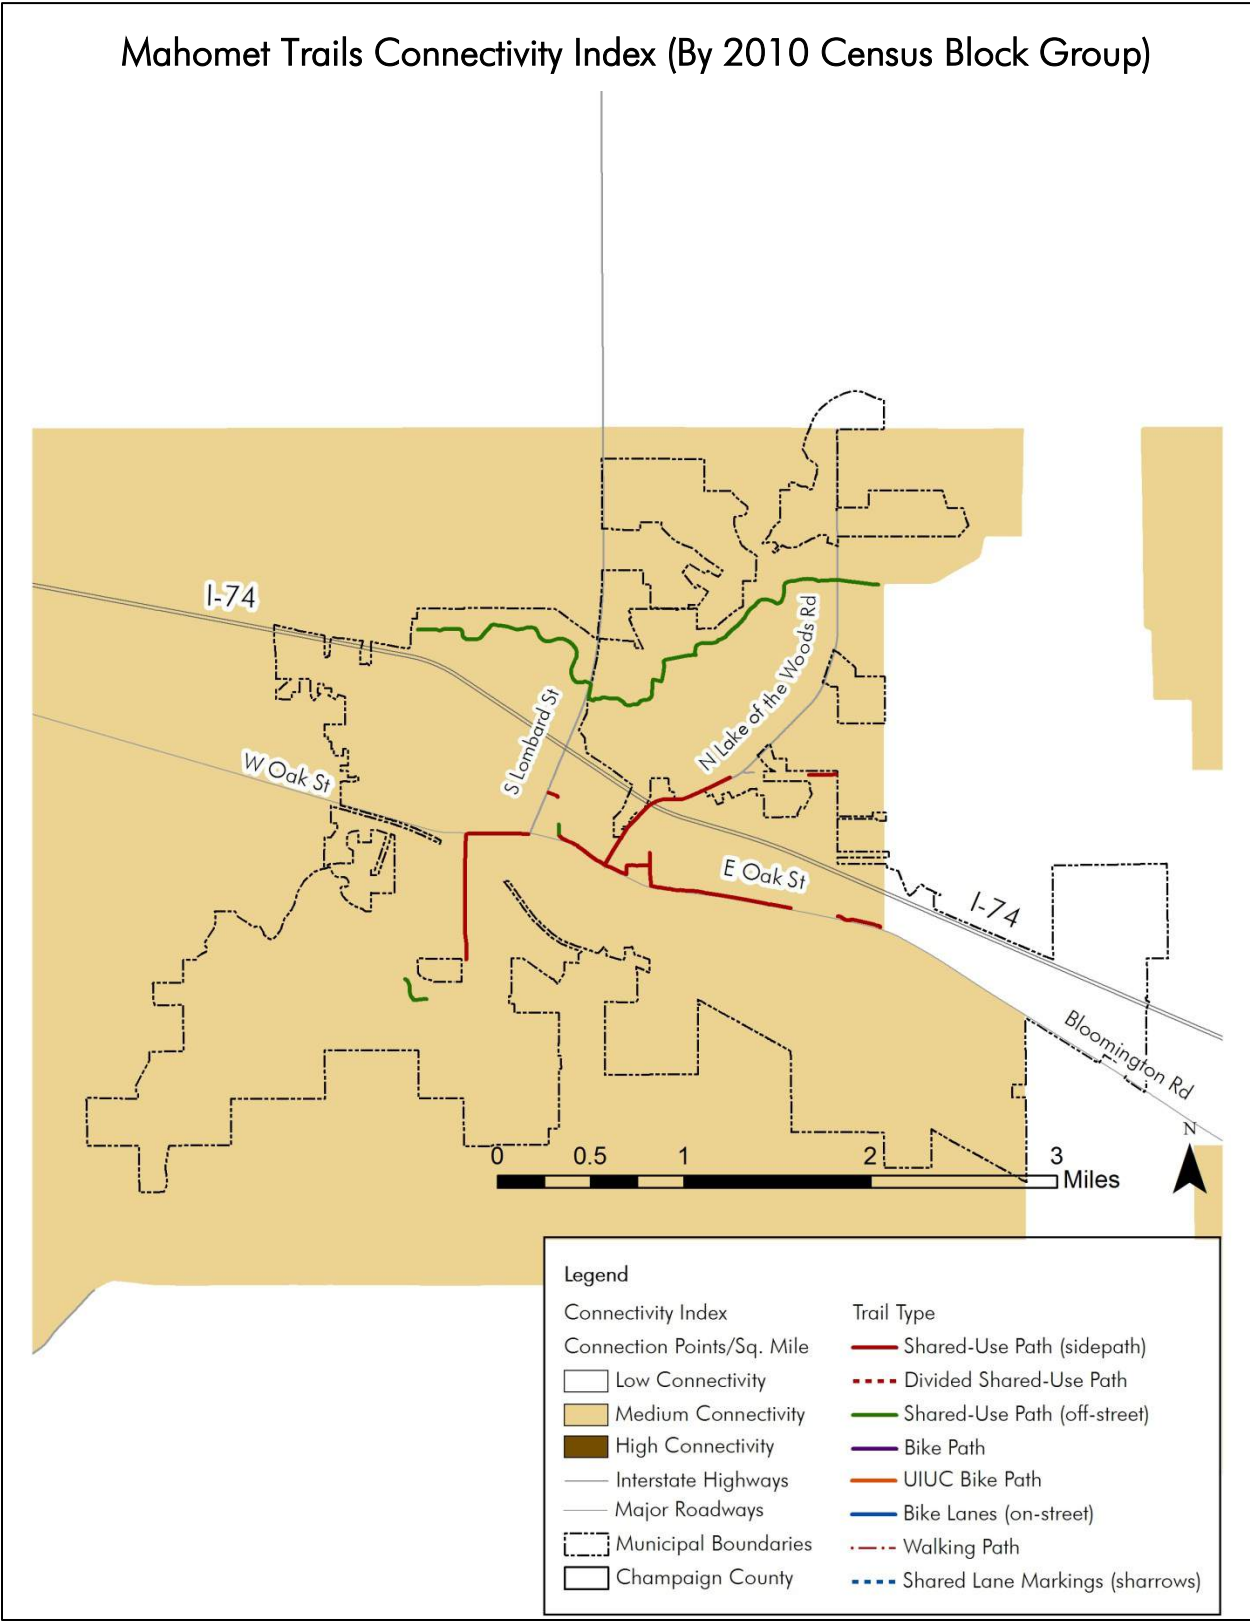 Mahomet Trails Connectivity Index (By 2010 Census Block Group)
I-74
N Lake of the Woods Rd
S Lombard St
W Oak St
E Oak St
I-74
Bloomington Rd
N
0 0.5 1 2 3
Miles
Legend
Connectivity Index
Connection Points/Sq. Mile
Low Connectivity
Medium Connectivity
High Connectivity
Interstate Highways
Major Roadways
Municipal Boundaries
Champaign County
Trail Type
Shared-Use Path (sidepath)
Divided Shared-Use Path
Shared-Use Path (off-street)
Bike Path
UIUC Bike Path
Bike Lanes (on-street)
Walking Path
Shared Lane Markings (sharrows)